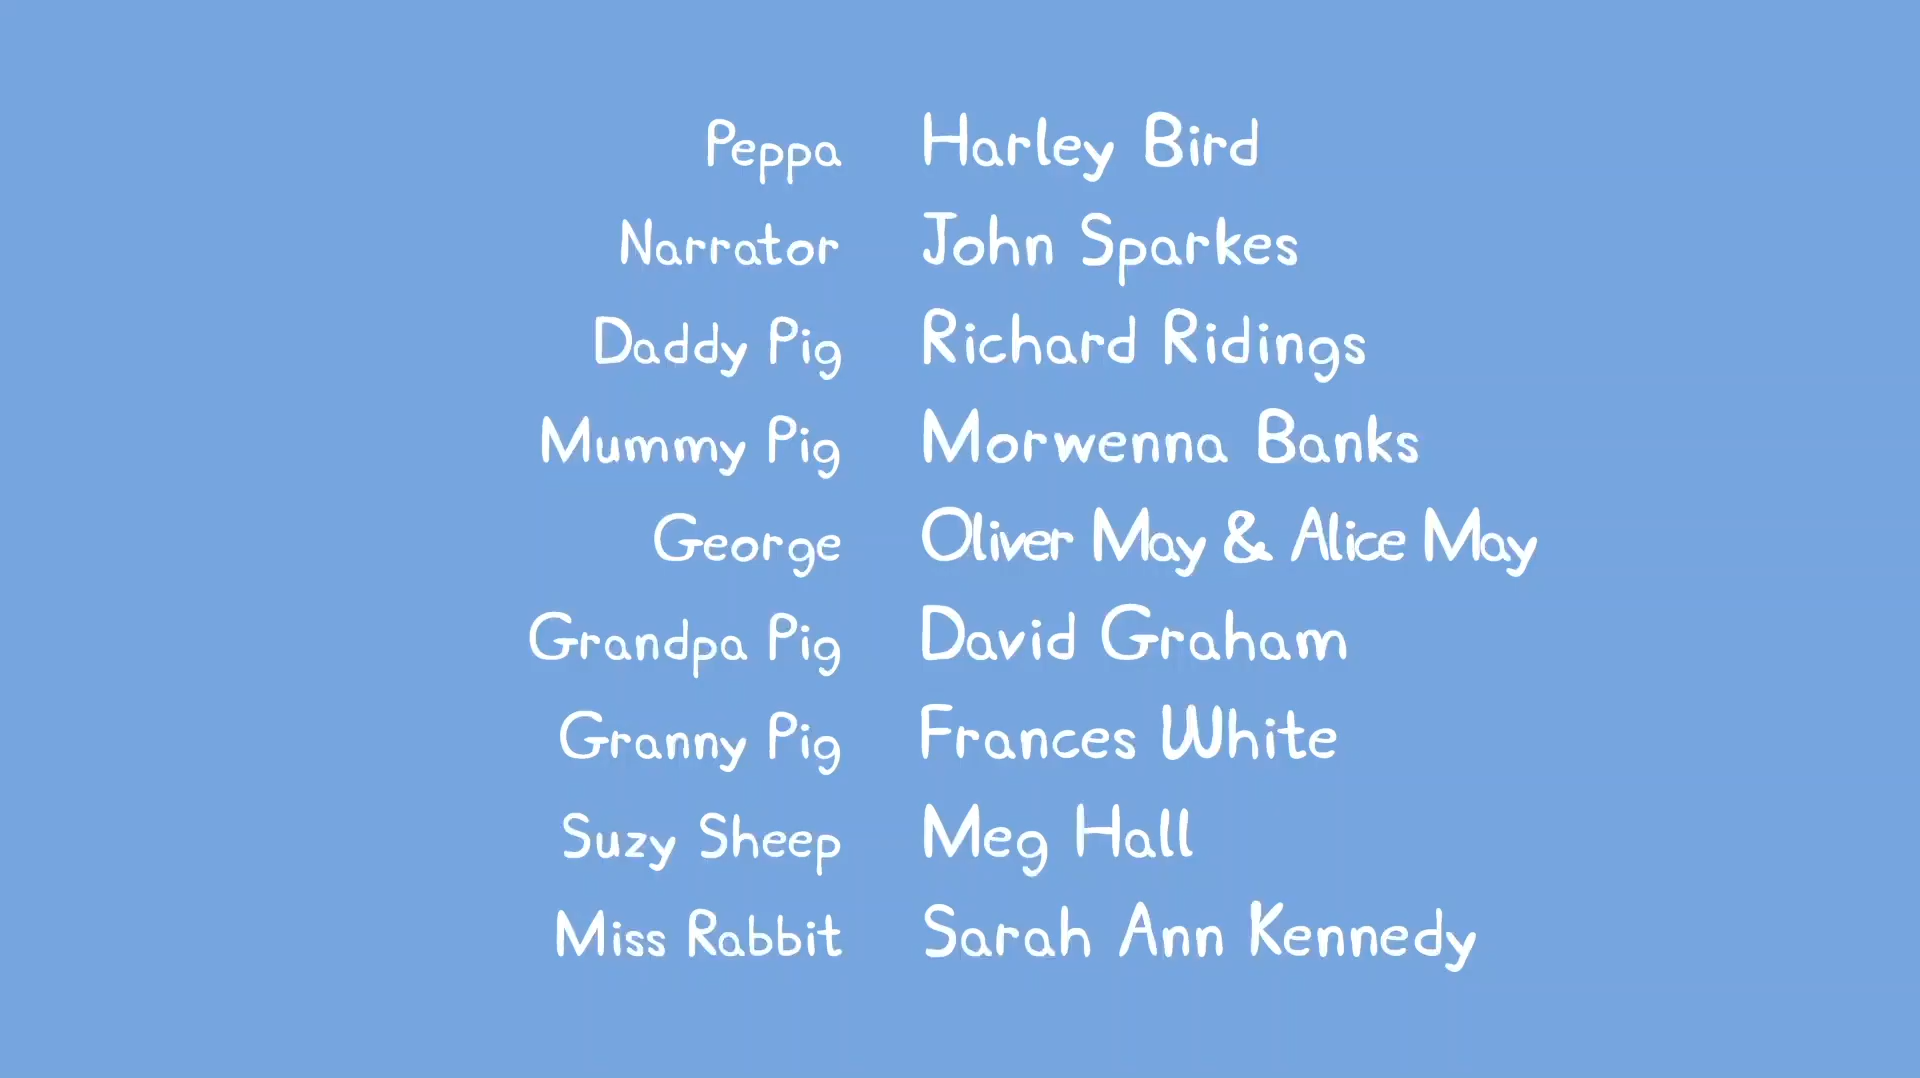 Peppa Harley Bird
Narrator John Sparkes
Daddy Pig Richard Ridings
Mummy Pig Morwenna Banks
George Oliver May & Alice May
Grandpa Pig David Graham
Granny Pig Frances White
Suzy Sheep Meg Hall
Miss Rabbit Sarah Ann Kennedy